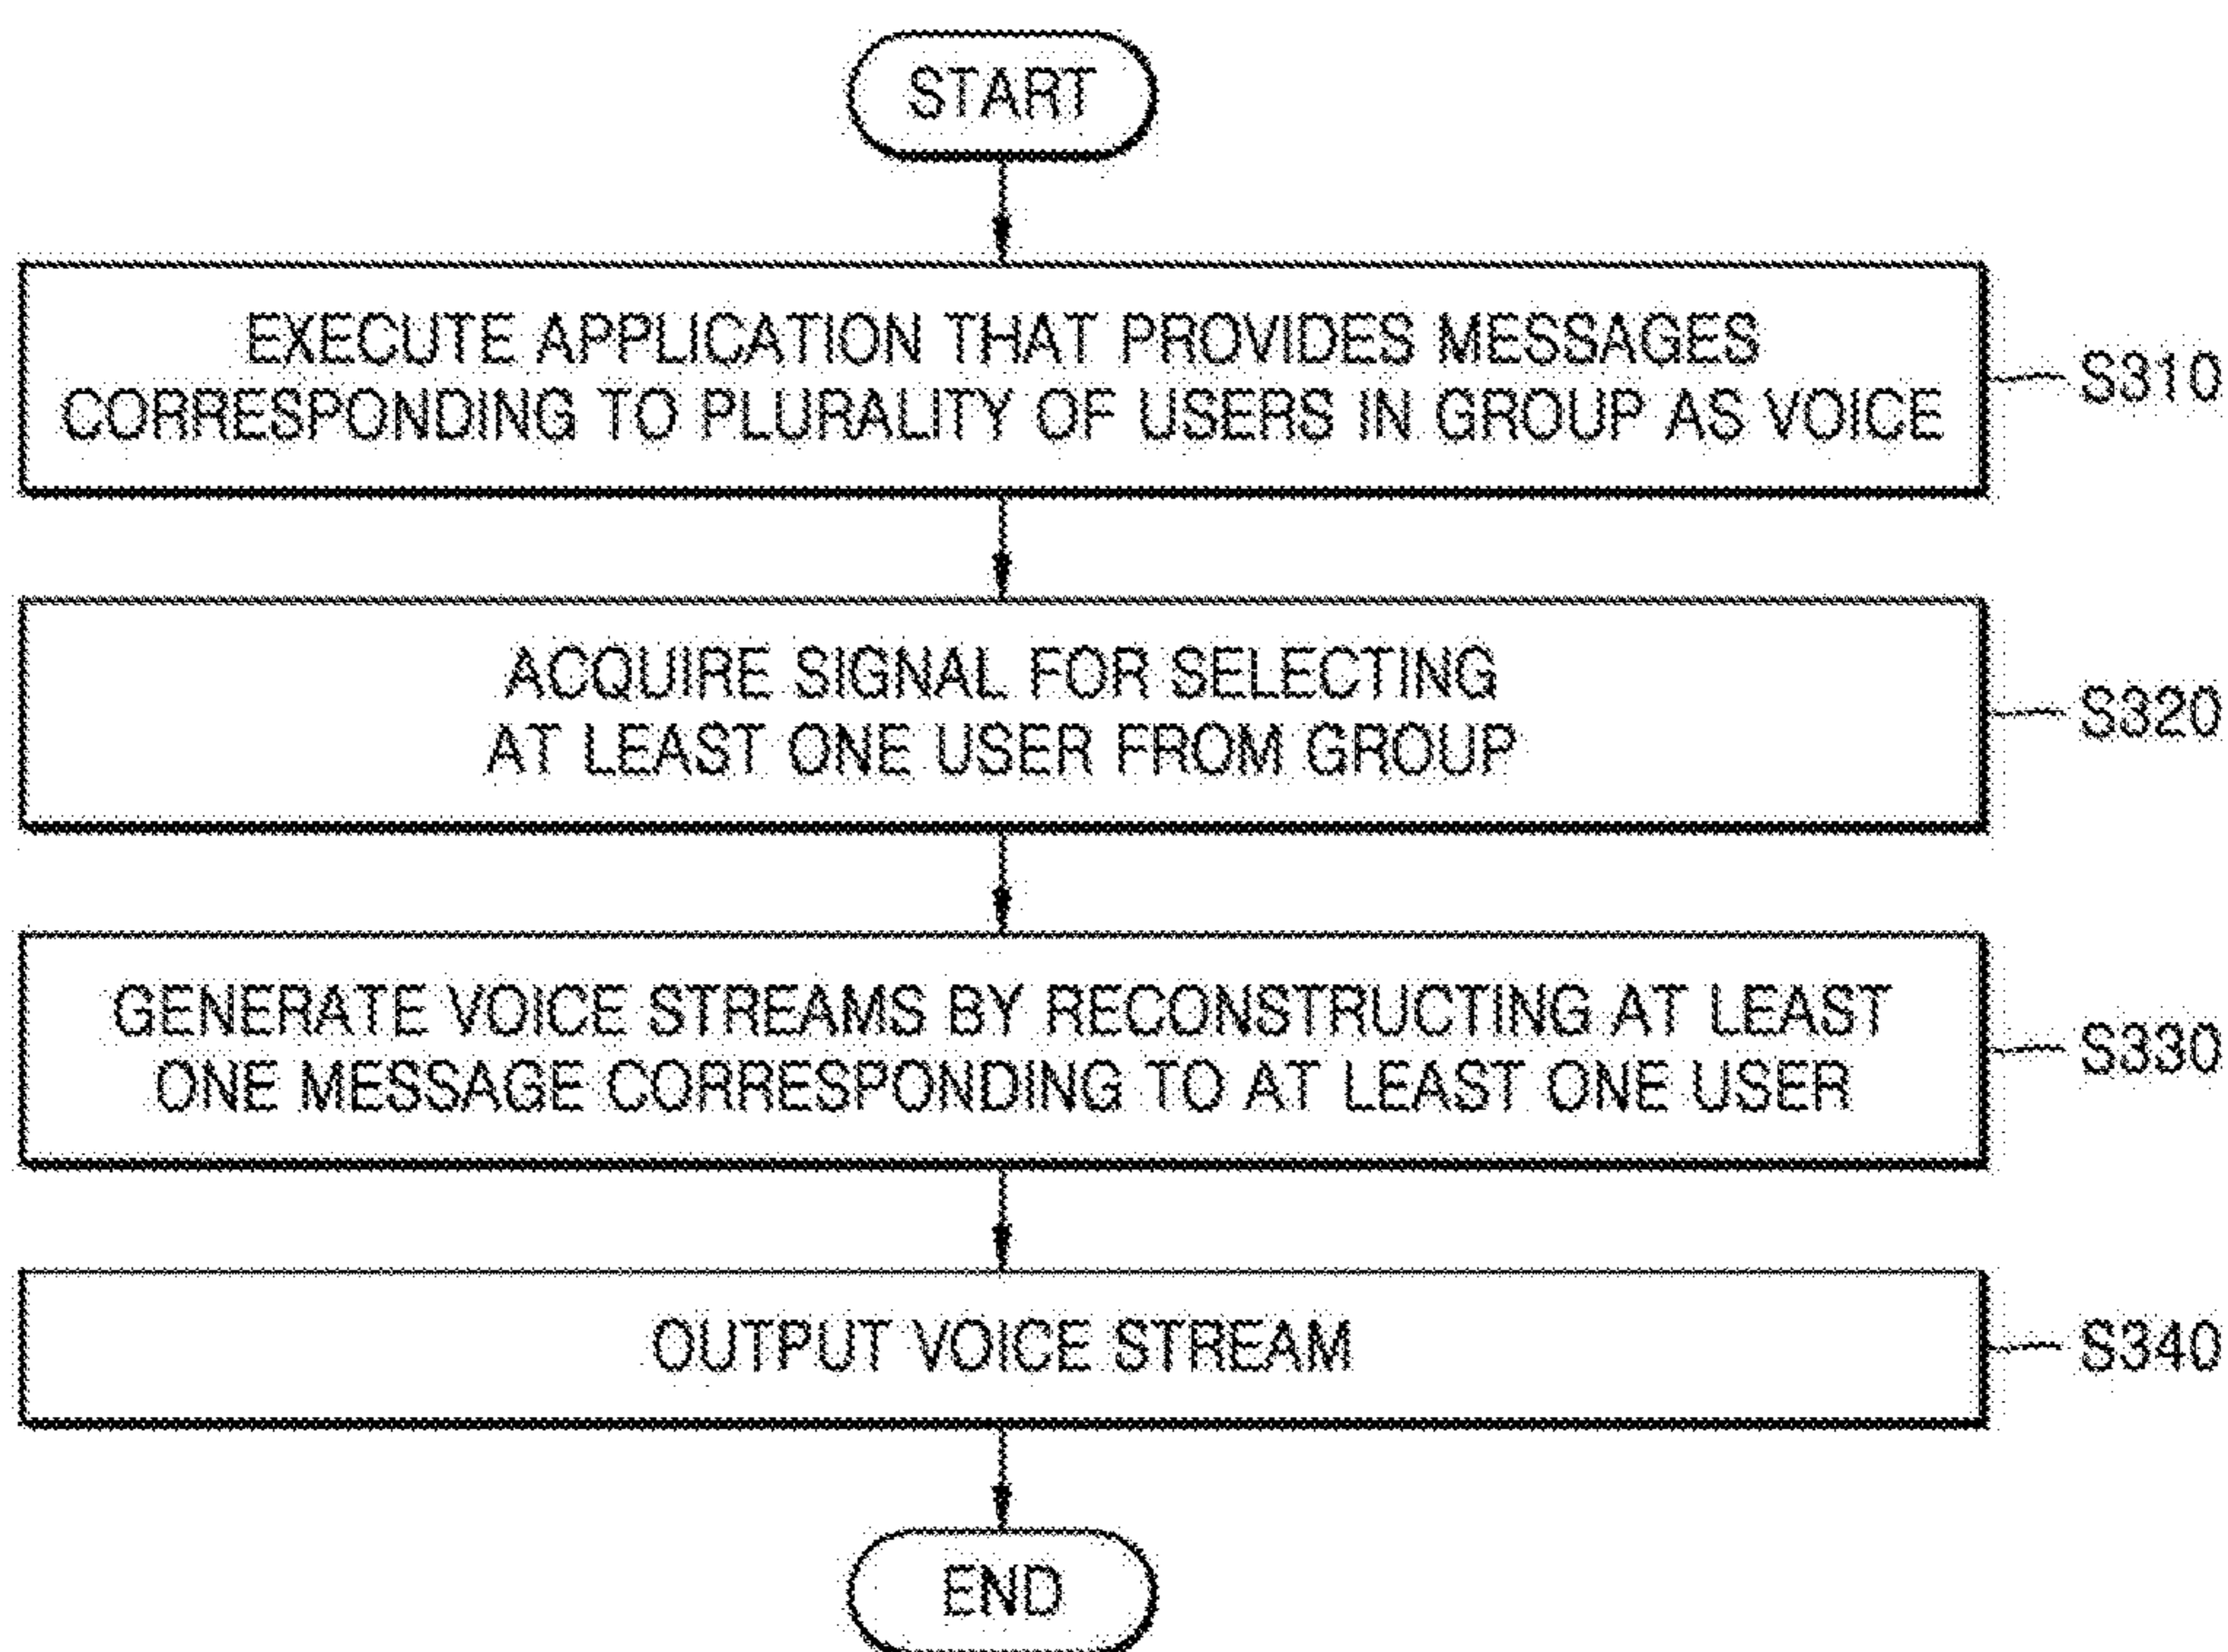 START
EXECUTE APPLICATION THAT PROVIDES MESSAGES
CORRESPONDING TO PLURALITY OF USERS IN GROUP AS VOICE
S310
ACQUIRE SIGNAL FOR SELECTING
AT LEAST ONE USER FROM GROUP
S320
GENERATE VOICE STREAMS BY RECONSTRUCTING AT LEAST
ONE MESSAGE CORRESPONDING TO AT LEAST ONE USER
S330
OUTPUT VOICE STREAM
S340
END